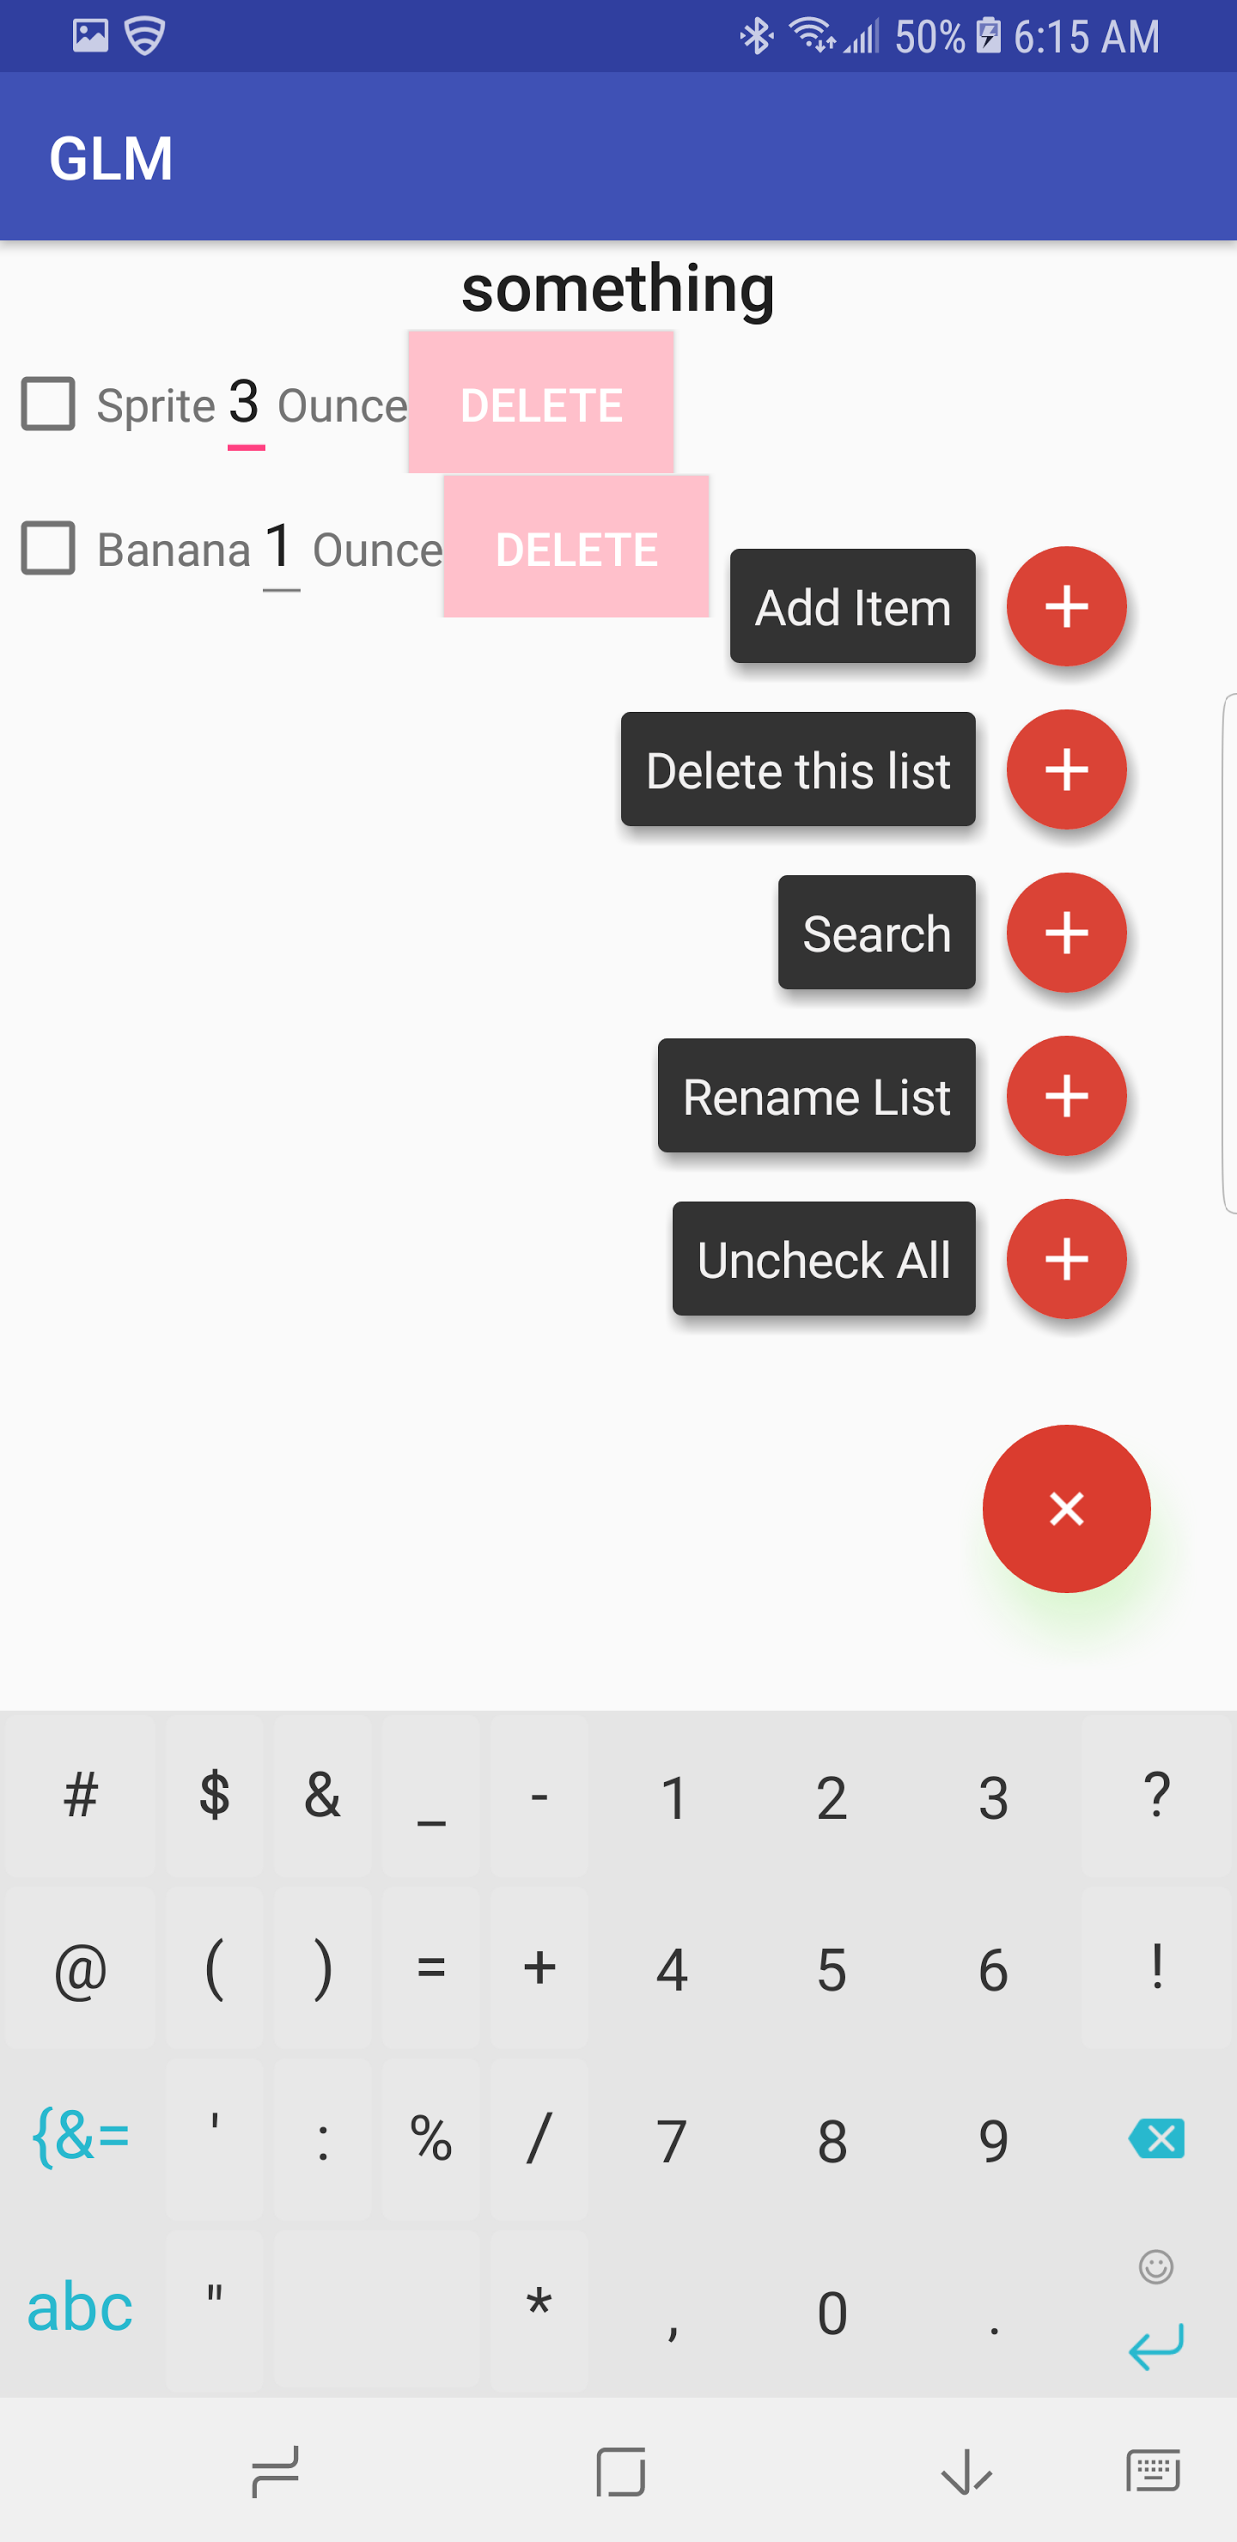 50% 6:15 AM
GLM
something
Sprite 3 Ounce DELETE
Banana 1 Ounce DELETE
Add Item
Delete this list
Search
Rename List
Uncheck All
# $ & _ - 1 2 3 ?
@ ( ) = + 4 5 6 !
{&= ' : % / 7 8 9
abc " * , 0 .